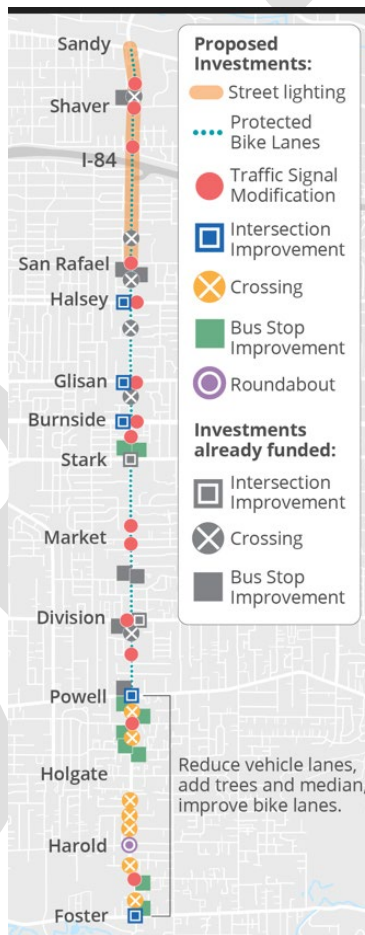 Sandy
Shaver
I-84
San Rafael
Halsey
Glisan
Burnside
Stark
Market
Division
Powell
Holgate
Harold
Foster
Proposed
Investments:
Street lighting
Protected
Bike Lanes
Traffic Signal
Modification
Intersection
Improvement
Crossing
Bus Stop
Improvement
Roundabout
Investments
already funded:
Intersection
Improvement
Crossing
Bus Stop
Improvement
Reduce vehicle lanes,
add trees and median,
improve bike lanes.